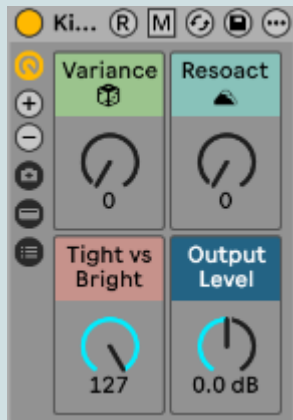 Ki... R M
Variance
Resoact
0
0
Tight vs
Bright
Output
Level
127
0.0 dB